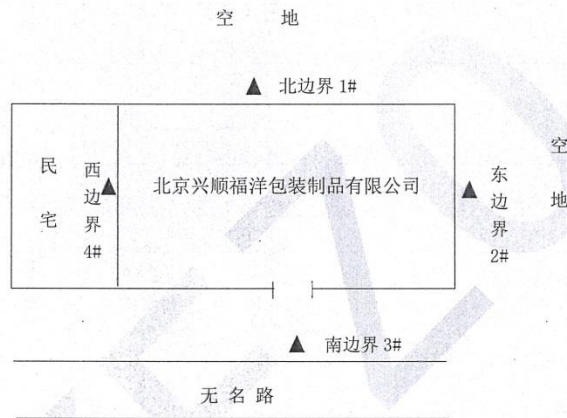 空 地
北边界 1#
民宅
西边界4#
北京兴顺福洋包装制品有限公司
东边界2#
空地
南边界 3#
无 名 路